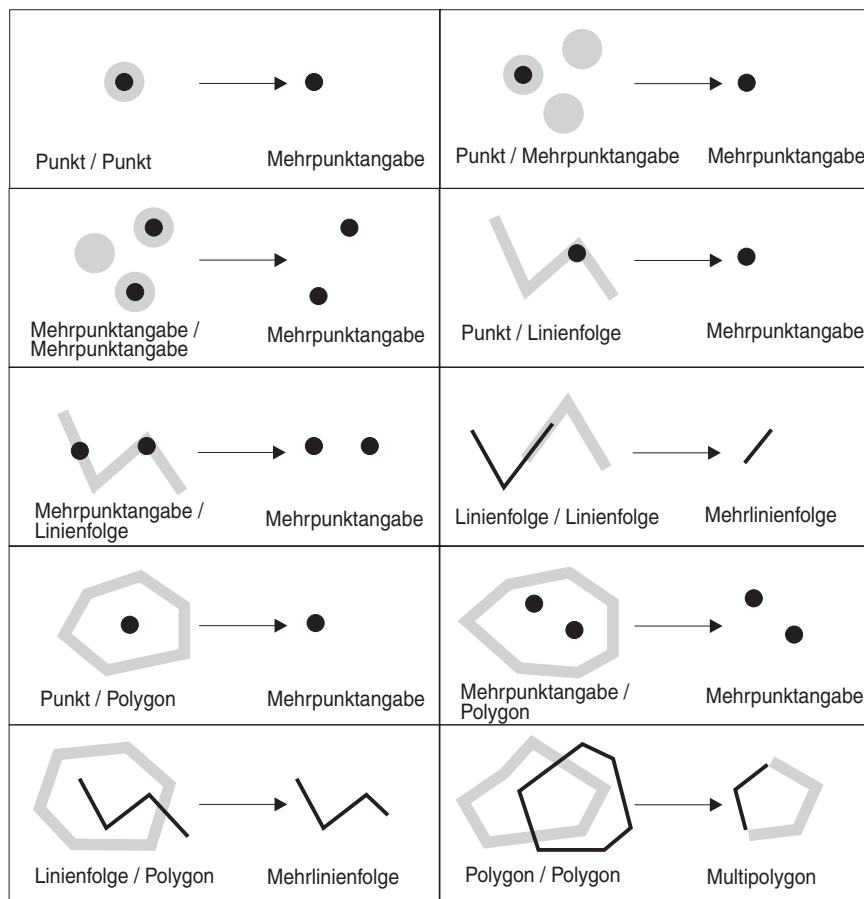 Punkt / Punkt
Mehrpunktangabe
Punkt / Mehrpunktangabe
Mehrpunktangabe
Mehrpunktangabe /
Mehrpunktangabe
Mehrpunktangabe
Punkt / Linienfolge
Mehrpunktangabe
Mehrpunktangabe /
Linienfolge
Mehrpunktangabe
Linienfolge / Linienfolge
Mehrlinienfolge
Punkt / Polygon
Mehrpunktangabe
Mehrpunktangabe /
Polygon
Mehrpunktangabe
Linienfolge / Polygon
Mehrlinienfolge
Polygon / Polygon
Multipolygon